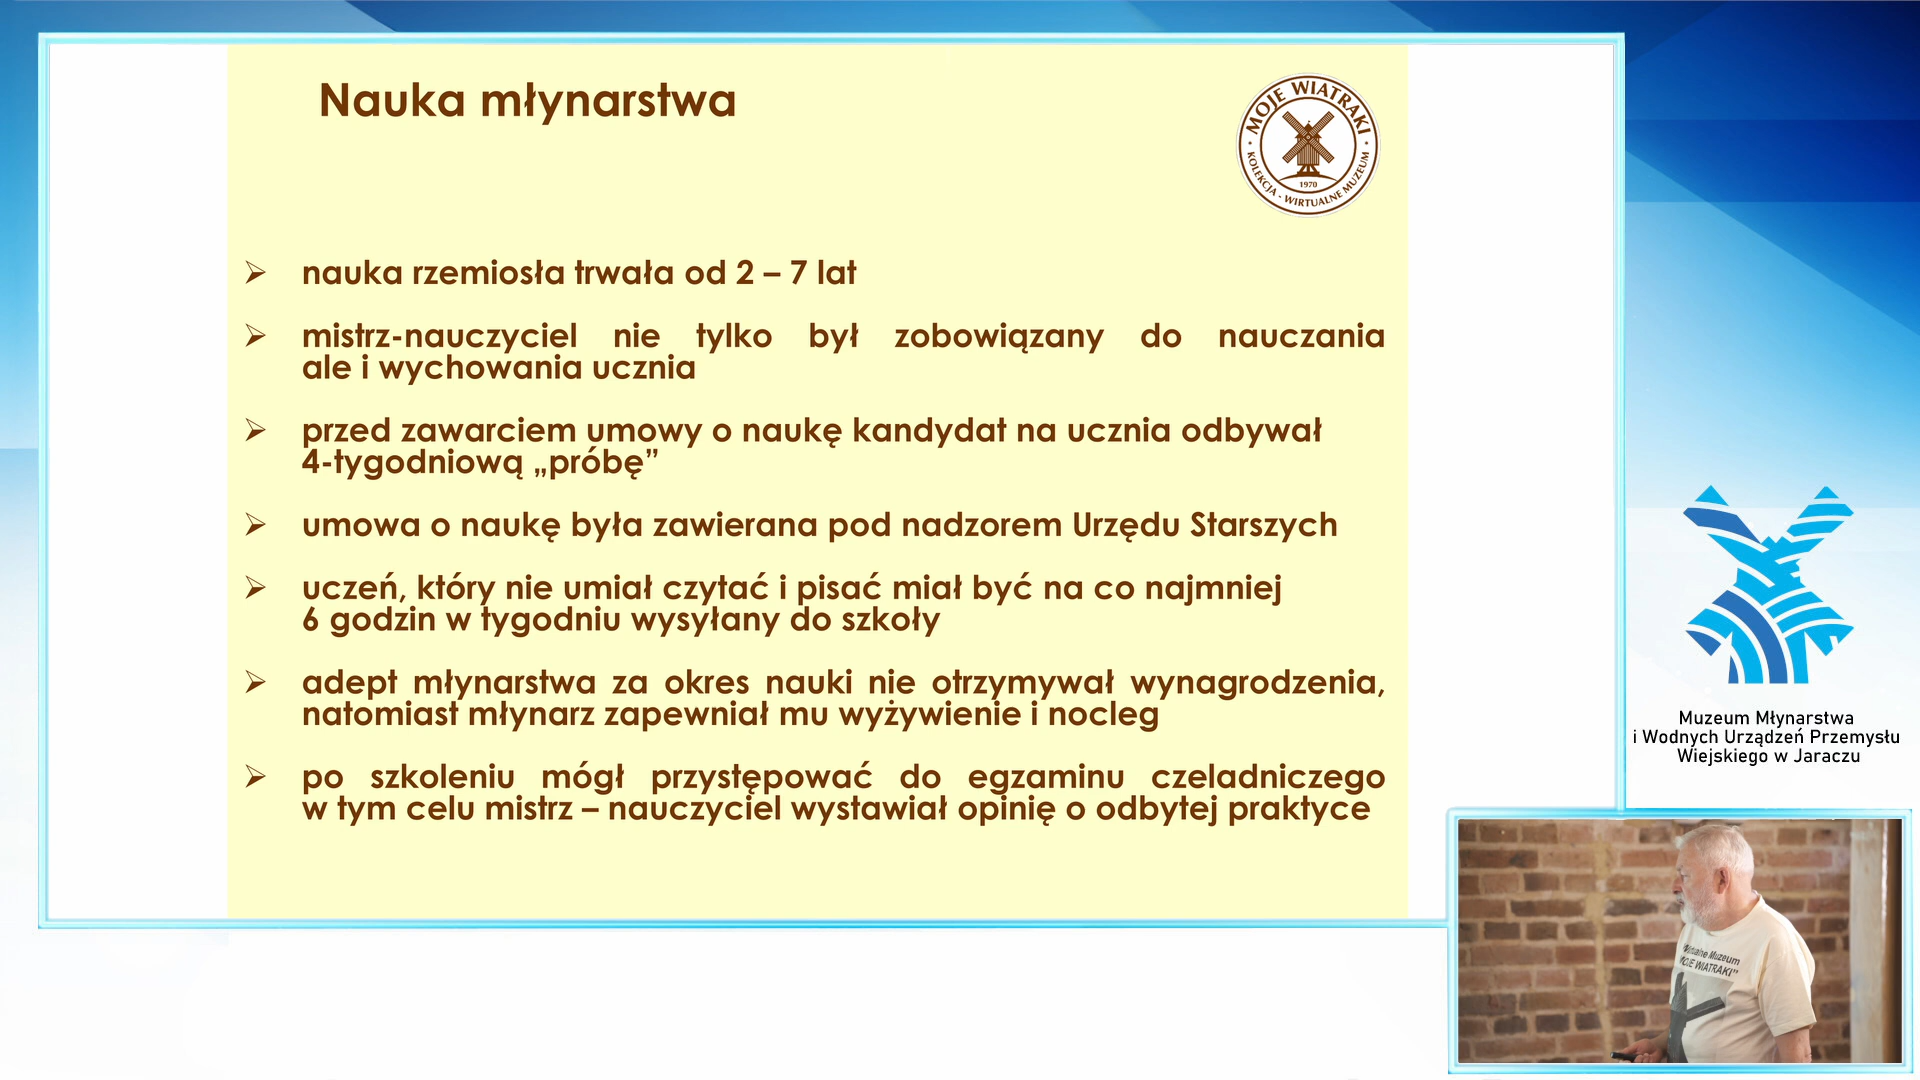 Nauka młynarstwa
MOJE WIATRAKI
1970
KOLEKCJA - WIRTUALNE MUZEUM
nauka rzemiosła trwała od 2 – 7 lat
mistrz-nauczyciel nie tylko był zobowiązany do nauczania
ale i wychowania ucznia
przed zawarciem umowy o naukę kandydat na ucznia odbywał
4-tygodniową „próbę”
umowa o naukę była zawierana pod nadzorem Urzędu Starszych
uczeń, który nie umiał czytać i pisać miał być na co najmniej
6 godzin w tygodniu wysyłany do szkoły
adept młynarstwa za okres nauki nie otrzymywał wynagrodzenia,
natomiast młynarz zapewniał mu wyżywienie i nocleg
po szkoleniu mógł przystępować do egzaminu czeladniczego
w tym celu mistrz – nauczyciel wystawiał opinię o odbytej praktyce
Muzeum Młynarstwa
i Wodnych Urządzeń Przemysłu
Wiejskiego w Jaraczu
Muzeum
WIATRAKI"